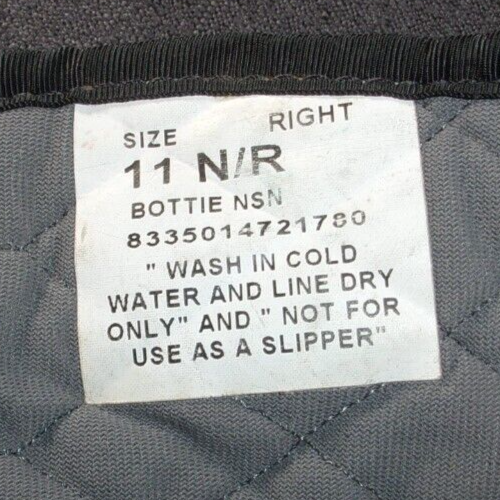 SIZE RIGHT
11 N/R
BOTTIE NSN
8335014721780
" WASH IN COLD
WATER AND LINE DRY
ONLY" AND " NOT FOR
USE AS A SLIPPER"